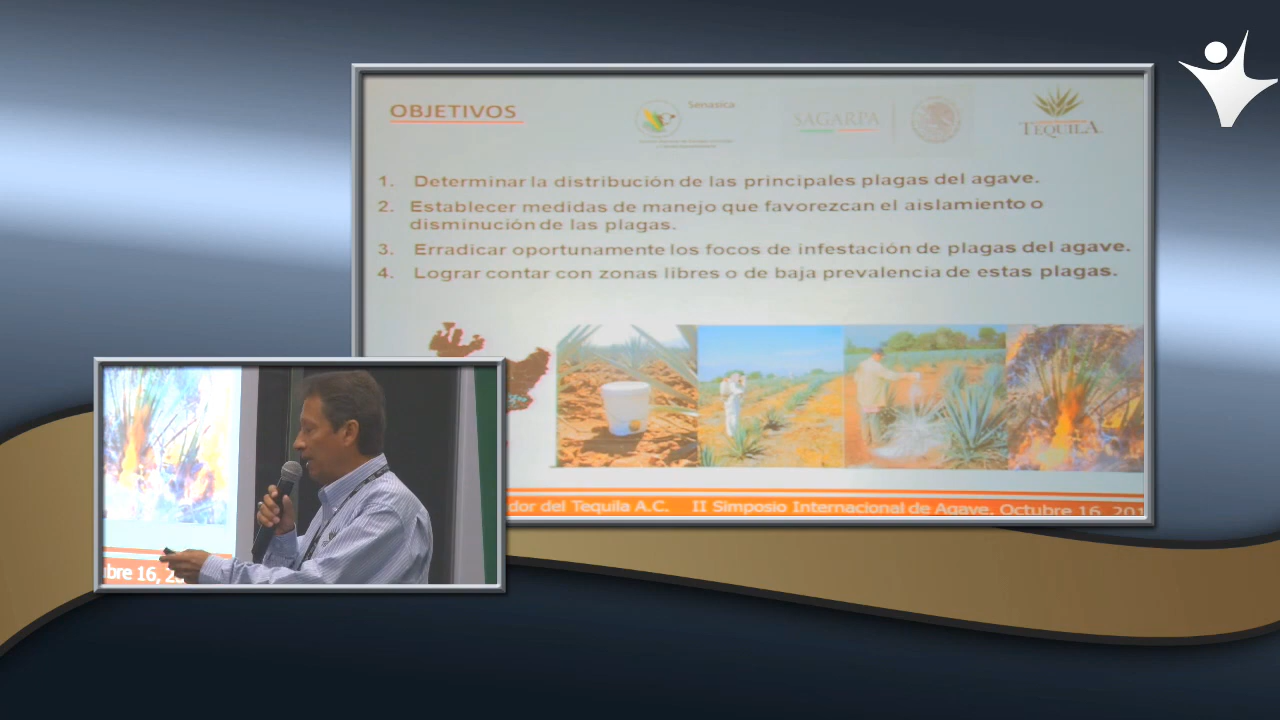 OBJETIVOS
Senasica
SAGARPA
TEQUILA
1. Determinar la distribución de las principales plagas del agave.
2. Establecer medidas de manejo que favorezcan el aislamiento o
disminución de las plagas.
3. Erradicar oportunamente los focos de infestación de plagas del agave.
4. Lograr contar con zonas libres o de baja prevalencia de estas plagas.
dor del Tequila A.C. II Simposio Internacional de Agave, Octubre 16, 201
bre 16, 2